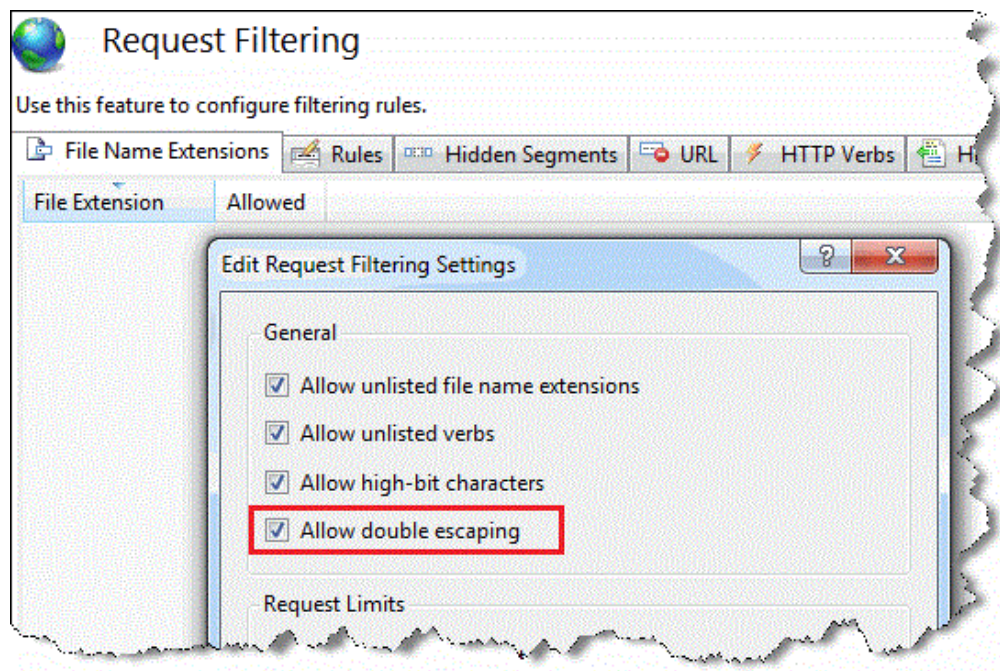 Request Filtering
Use this feature to configure filtering rules.
File Name Extensions Rules Hidden Segments URL HTTP Verbs H
File Extension Allowed
Edit Request Filtering Settings ? X
General
Allow unlisted file name extensions
Allow unlisted verbs
Allow high-bit characters
Allow double escaping
Request Limits